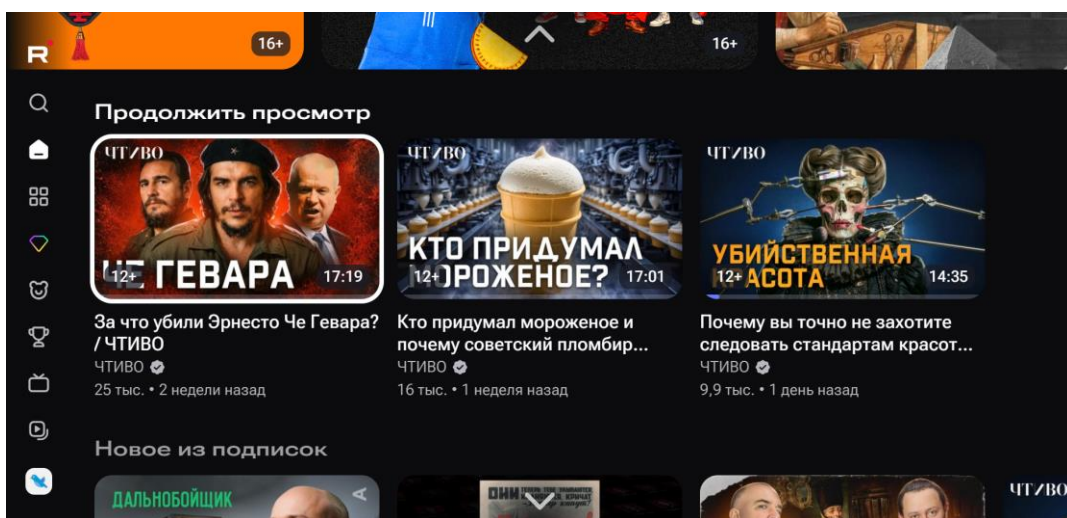 R
16+
16+
Продолжить просмотр
ЧТИВО
ЧЕ ГЕВАРА
12+
17:19
За что убили Эрнесто Че Гевара?
/ ЧТИВО
ЧТИВО
25 тыс. • 2 недели назад
ЧТИВО
КТО ПРИДУМАЛ
МОРОЖЕНОЕ?
12+
17:01
Кто придумал мороженое и
почему советский пломбир...
ЧТИВО
16 тыс. • 1 неделя назад
ЧТИВО
УБИЙСТВЕННАЯ
КРАСОТА
12+
14:35
Почему вы точно не захотите
следовать стандартам красот...
ЧТИВО
9,9 тыс. • 1 день назад
Новое из подписок
ДАЛЬНОБОЙЩИК
ОНИ
ЧТИВО